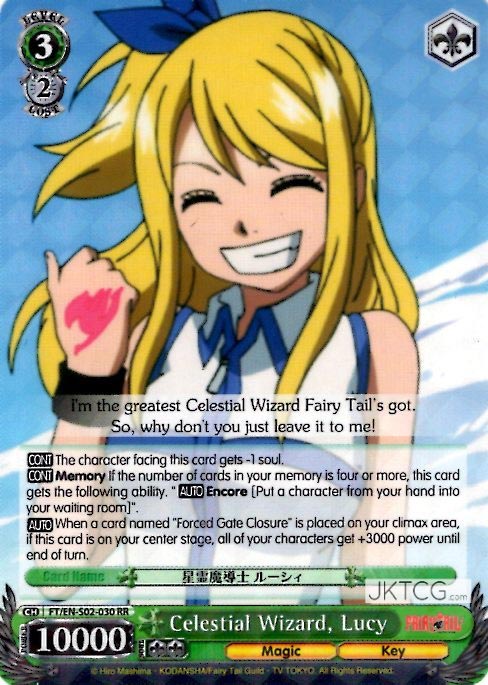 LEVEL
3
2
COST
I'm the greatest Celestial Wizard Fairy Tail's got.
So, why don't you just leave it to me!
CONT The character facing this card gets -1 soul.
CONT Memory If the number of cards in your memory is four or more, this card
gets the following ability. "AUTO Encore [Put a character from your hand into
your waiting room]".
AUTO When a card named "Forced Gate Closure" is placed on your climax area,
if this card is on your center stage, all of your characters get +3000 power until
end of turn.
Card Name 星霊魔導士 ルーシィ
JKTCG.com
CH FT/EN-S02-030 RR
Celestial Wizard, Lucy
FAIRY TAIL
POWER 10000
Magic Key
© Hiro Mashima • KODANSHA/Fairy Tail Guild • TV TOKYO. All Rights Reserved.